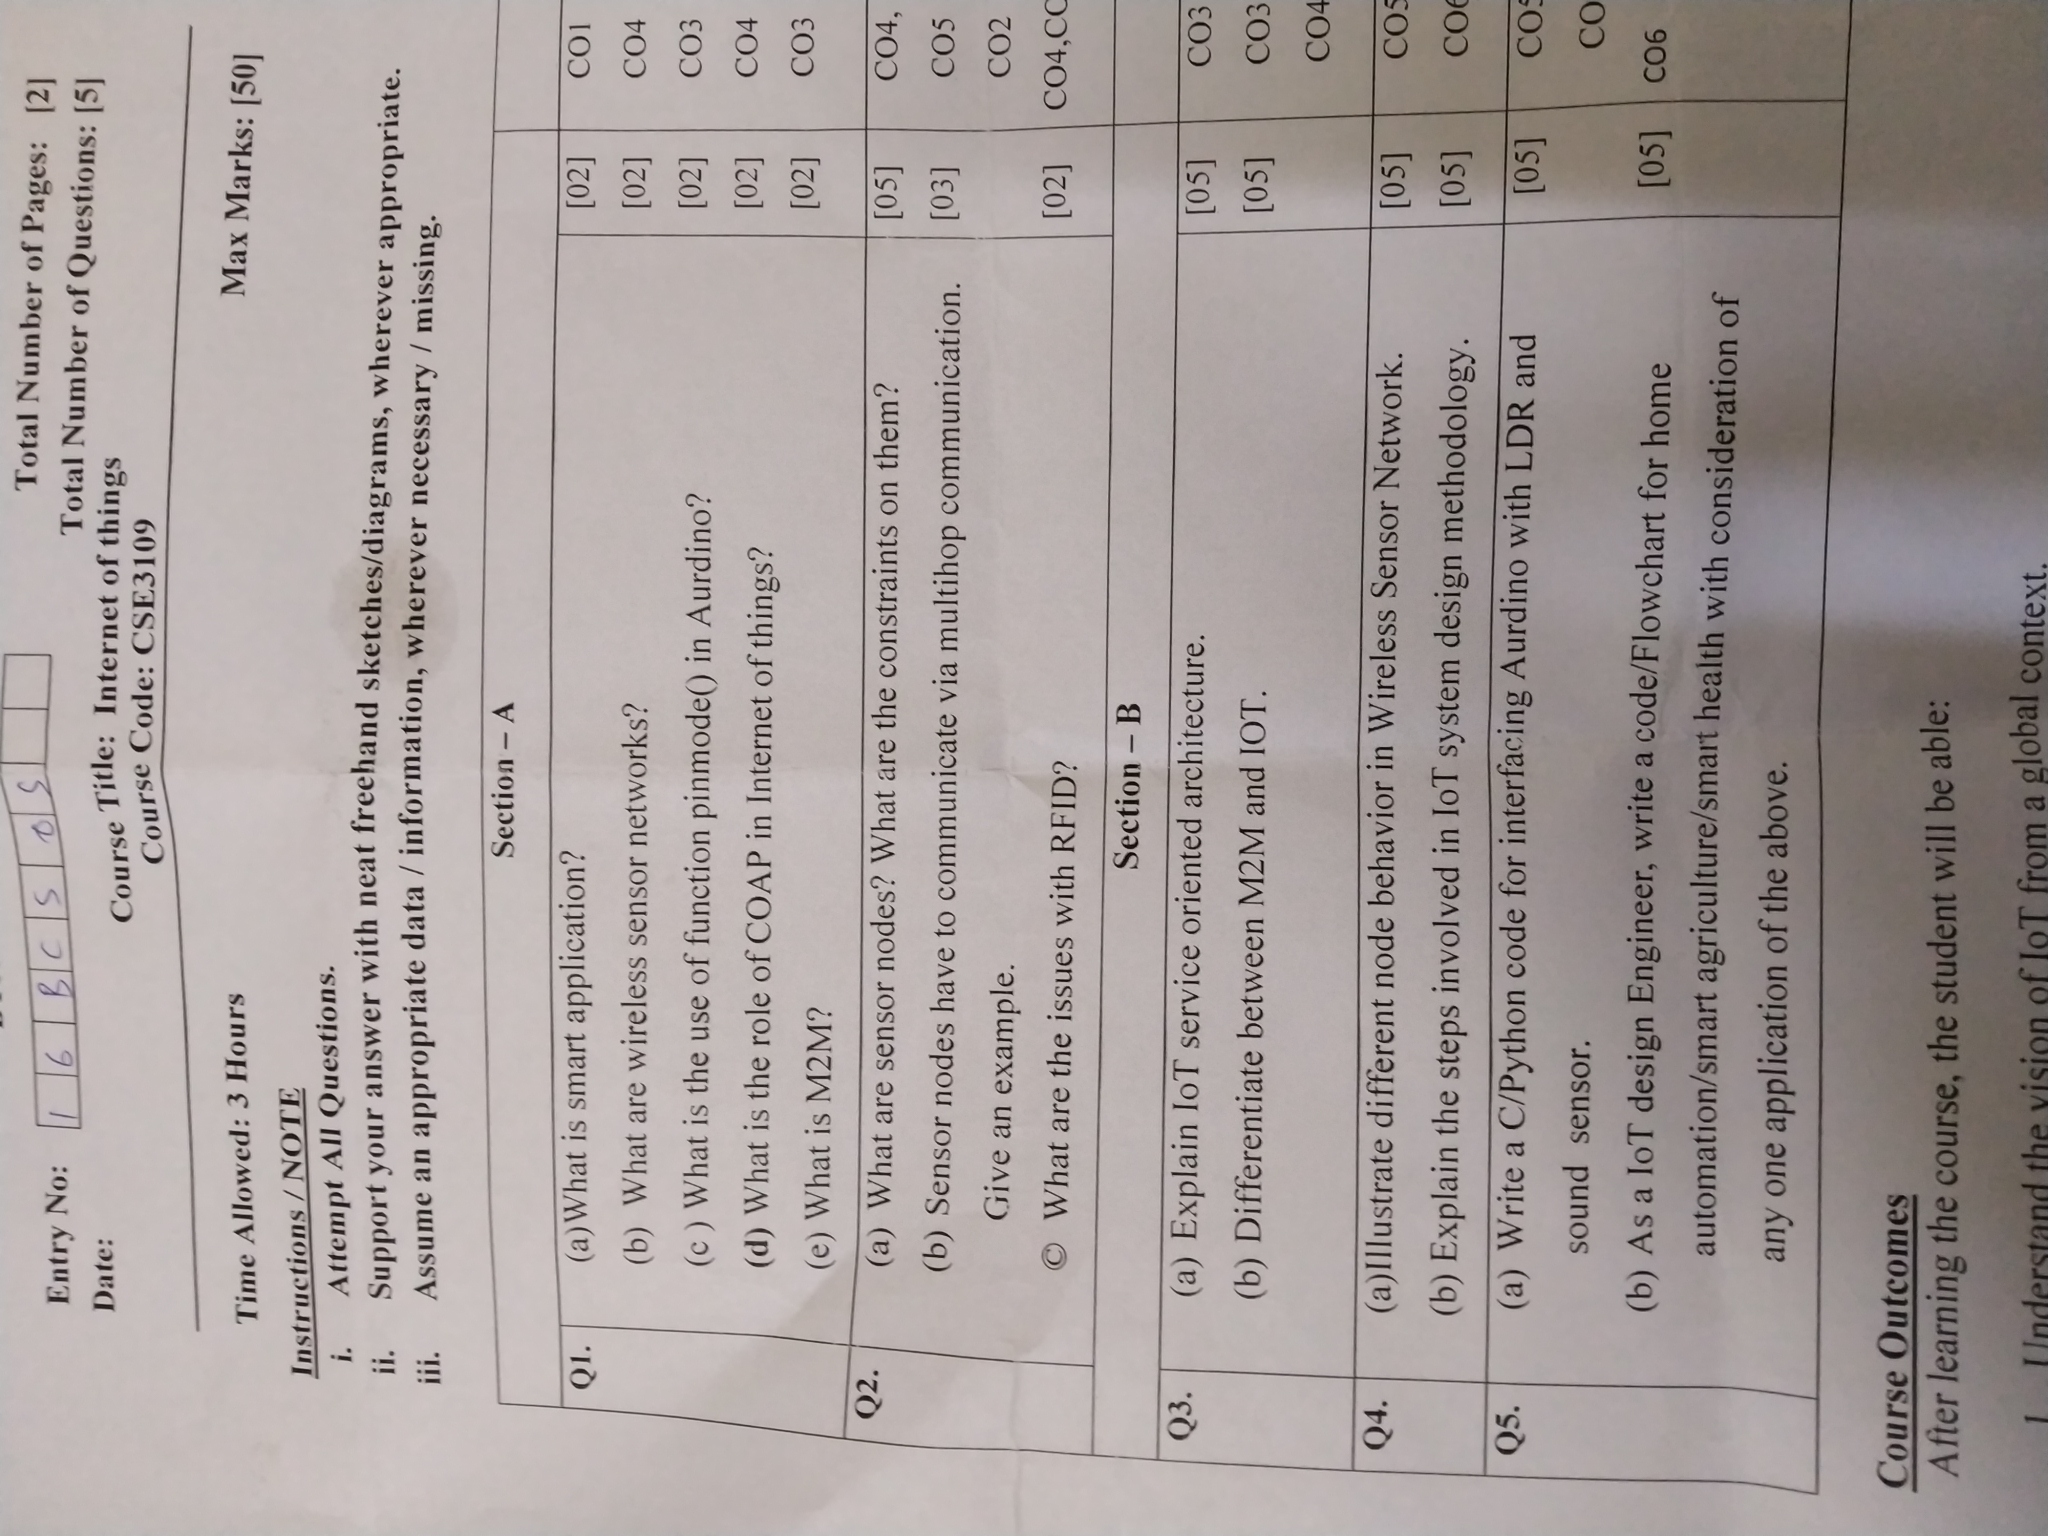 Entry No: 1 6 B C S 0 5
Total Number of Pages: [2]
Date:
Total Number of Questions: [5]
Course Title: Internet of things
Course Code: CSE3109
Time Allowed: 3 Hours
Max Marks: [50]
Instructions / NOTE
i. Attempt All Questions.
ii. Support your answer with neat freehand sketches/diagrams, wherever appropriate.
iii. Assume an appropriate data / information, wherever necessary / missing.
Section – A
Q1. (a)What is smart application? [02] CO1
(b) What are wireless sensor networks? [02] CO4
(c ) What is the use of function pinmode() in Aurdino? [02] CO3
(d) What is the role of COAP in Internet of things? [02] CO4
(e) What is M2M? [02] CO3
Q2. (a) What are sensor nodes? What are the constraints on them? [05] CO4,
(b) Sensor nodes have to communicate via multihop communication. [03] CO5
Give an example. CO2
© What are the issues with RFID? [02] CO4,CO
Section – B
Q3. (a) Explain IoT service oriented architecture. [05] CO3
(b) Differentiate between M2M and IOT. [05] CO3
CO4
Q4. (a)Illustrate different node behavior in Wireless Sensor Network. [05] CO5
(b) Explain the steps involved in IoT system design methodology. [05] CO6
Q5. (a) Write a C/Python code for interfacing Aurdino with LDR and [05] CO5
sound sensor. CO
(b) As a IoT design Engineer, write a code/Flowchart for home [05] CO6
automation/smart agriculture/smart health with consideration of
any one application of the above.
Course Outcomes
After learning the course, the student will be able:
1. Understand the vision of IoT from a global context.